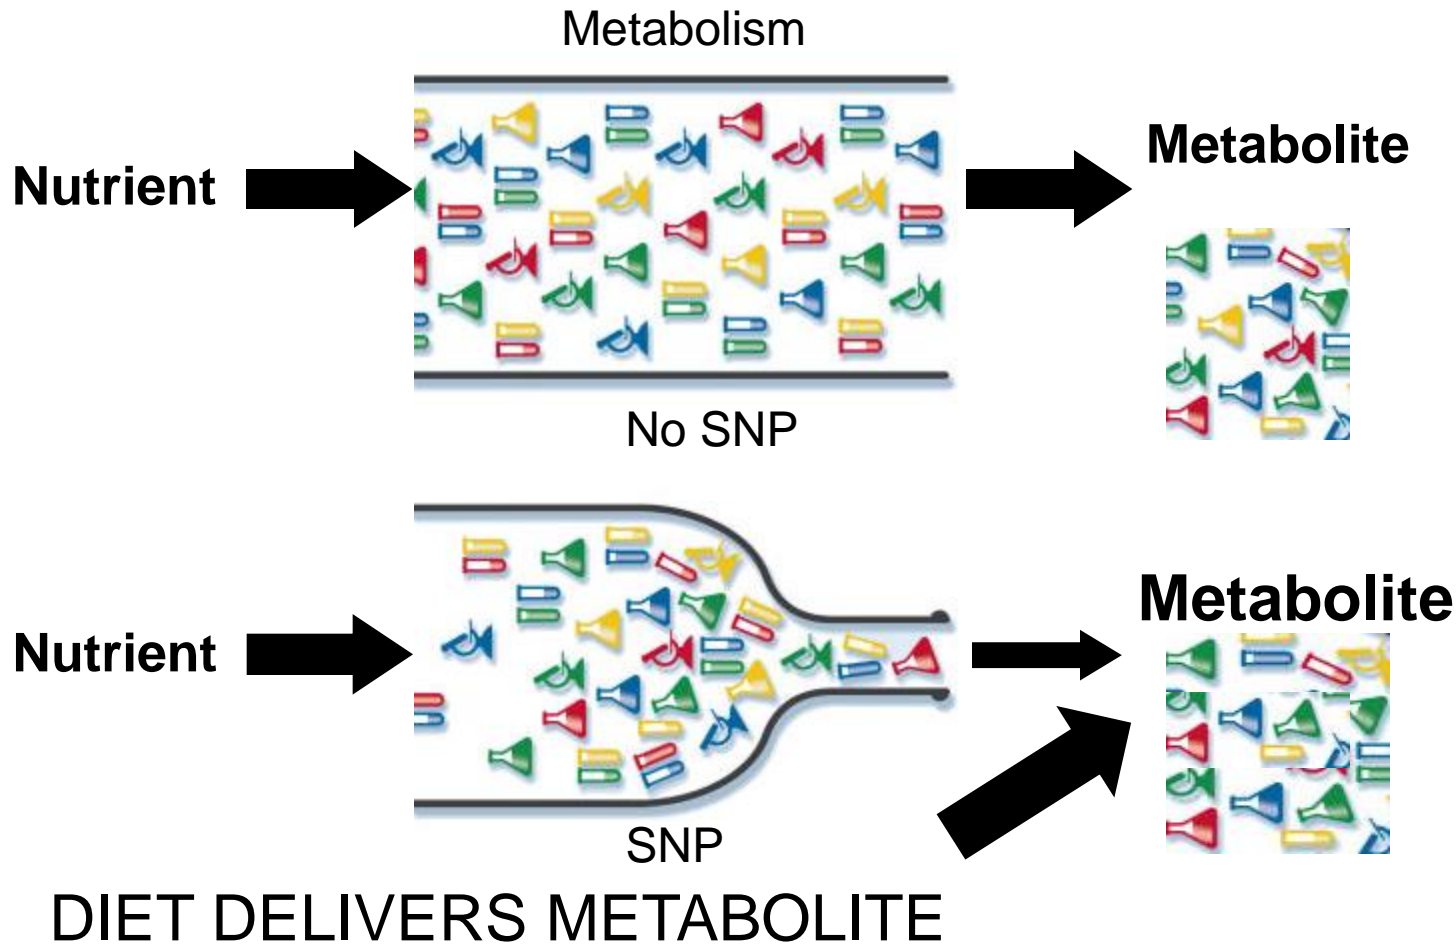 Metabolism
Nutrient
Metabolite
No SNP
Nutrient
Metabolite
SNP
DIET DELIVERS METABOLITE